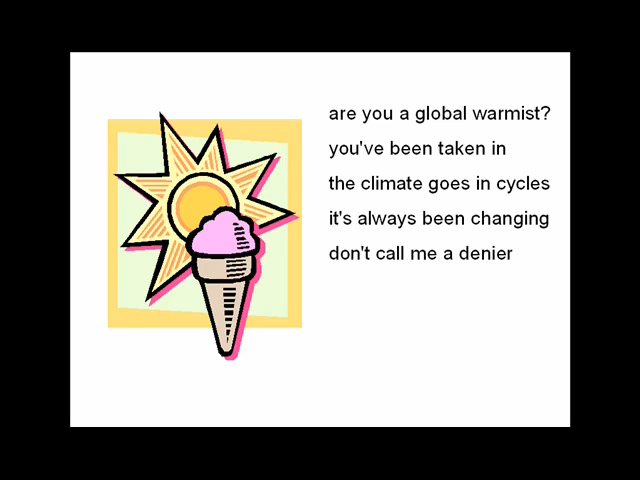 are you a global warmist?
you've been taken in
the climate goes in cycles
it's always been changing
don't call me a denier